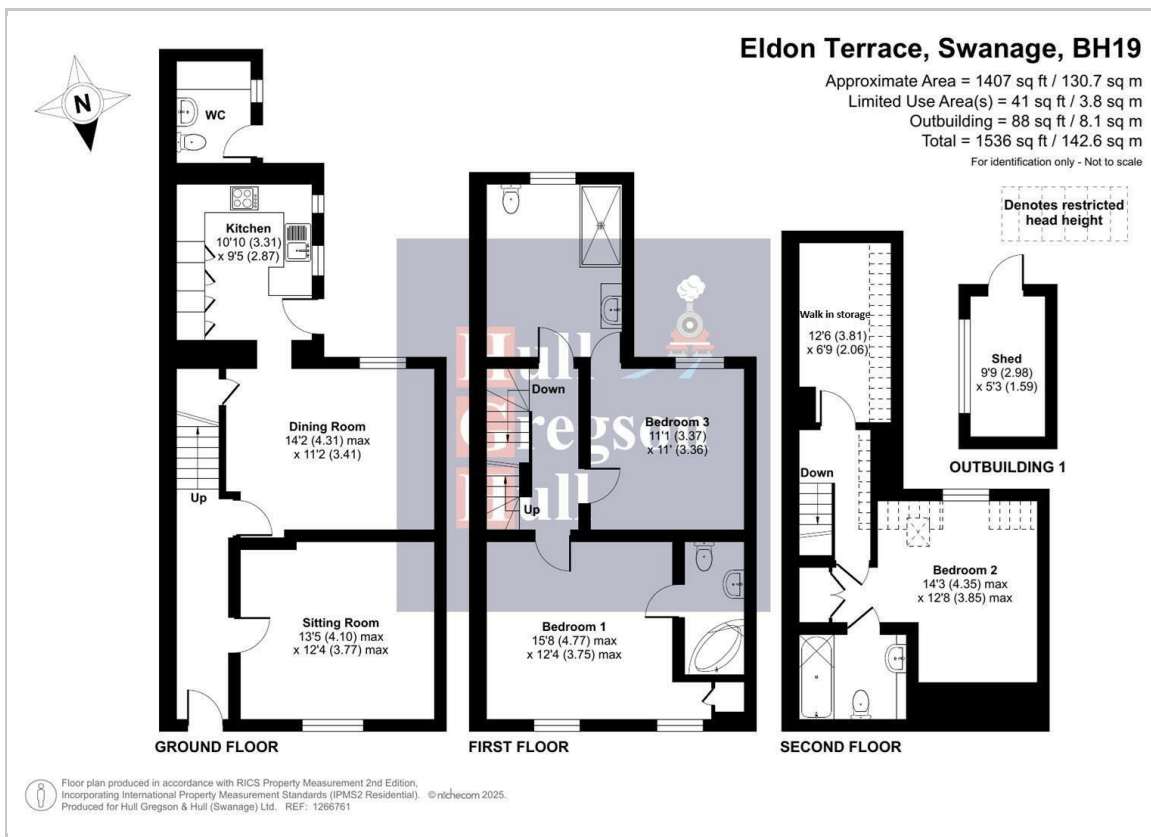 Eldon Terrace, Swanage, BH19
Approximate Area = 1407 sq ft / 130.7 sq m
Limited Use Area(s) = 41 sq ft / 3.8 sq m
Outbuilding = 88 sq ft / 8.1 sq m
Total = 1536 sq ft / 142.6 sq m
For identification only - Not to scale
Denotes restricted
head height
N
WC
Kitchen
10'10 (3.31)
x 9'5 (2.87)
Dining Room
14'2 (4.31) max
x 11'2 (3.41)
Up
Sitting Room
13'5 (4.10) max
x 12'4 (3.77) max
GROUND FLOOR
Hull
Gregson
Hull
Down
Bedroom 3
11'1 (3.37)
x 11' (3.36)
Up
Bedroom 1
15'8 (4.77) max
x 12'4 (3.75) max
FIRST FLOOR
Walk in storage
12'6 (3.81)
x 6'9 (2.06)
Down
Bedroom 2
14'3 (4.35) max
x 12'8 (3.85) max
SECOND FLOOR
Shed
9'9 (2.98)
x 5'3 (1.59)
OUTBUILDING 1
Floor plan produced in accordance with RICS Property Measurement 2nd Edition,
Incorporating International Property Measurement Standards (IPMS2 Residential). © nichecom 2025.
Produced for Hull Gregson & Hull (Swanage) Ltd. REF: 1266761